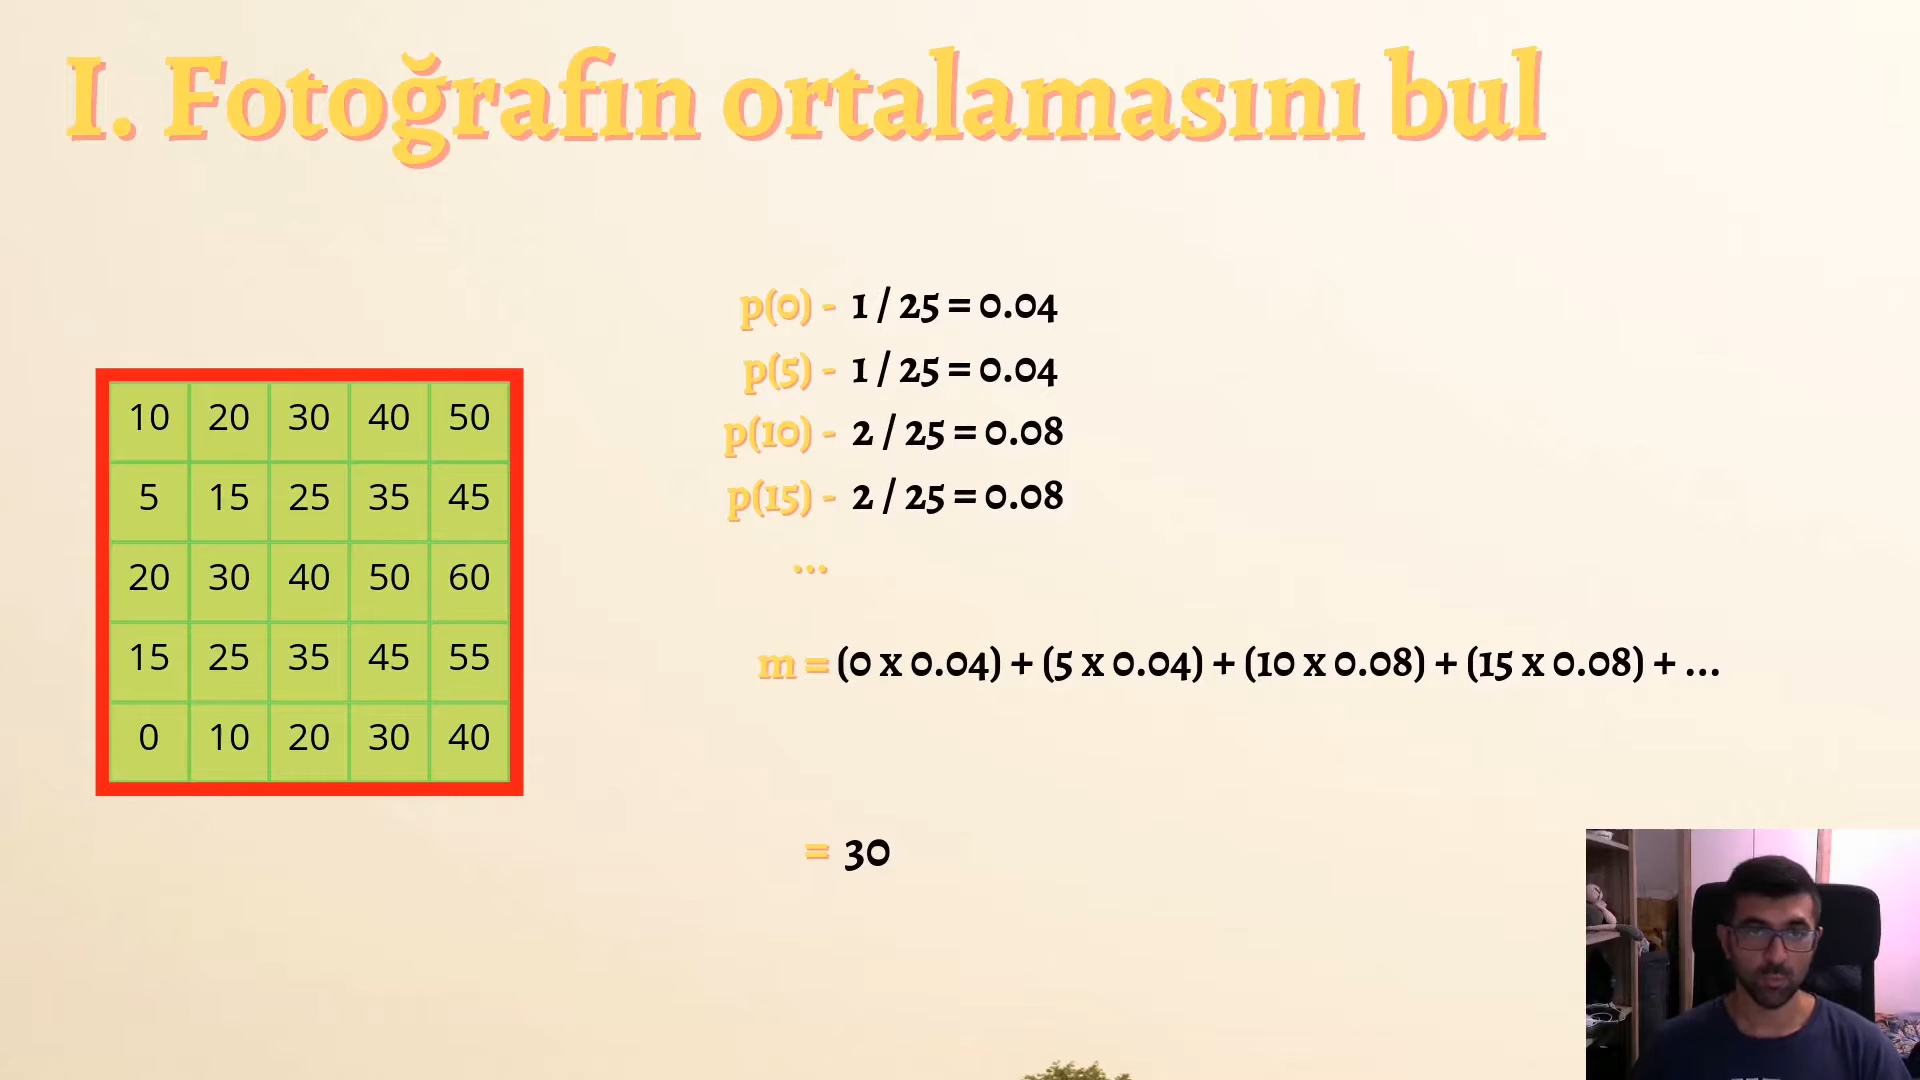 I. Fotoğrafın ortalamasını bul
p(0) - 1 / 25 = 0.04
p(5) - 1 / 25 = 0.04
p(10) - 2 / 25 = 0.08
p(15) - 2 / 25 = 0.08
...
10 20 30 40 50
5 15 25 35 45
20 30 40 50 60
15 25 35 45 55
0 10 20 30 40
m = (0 x 0.04) + (5 x 0.04) + (10 x 0.08) + (15 x 0.08) + ...
= 30